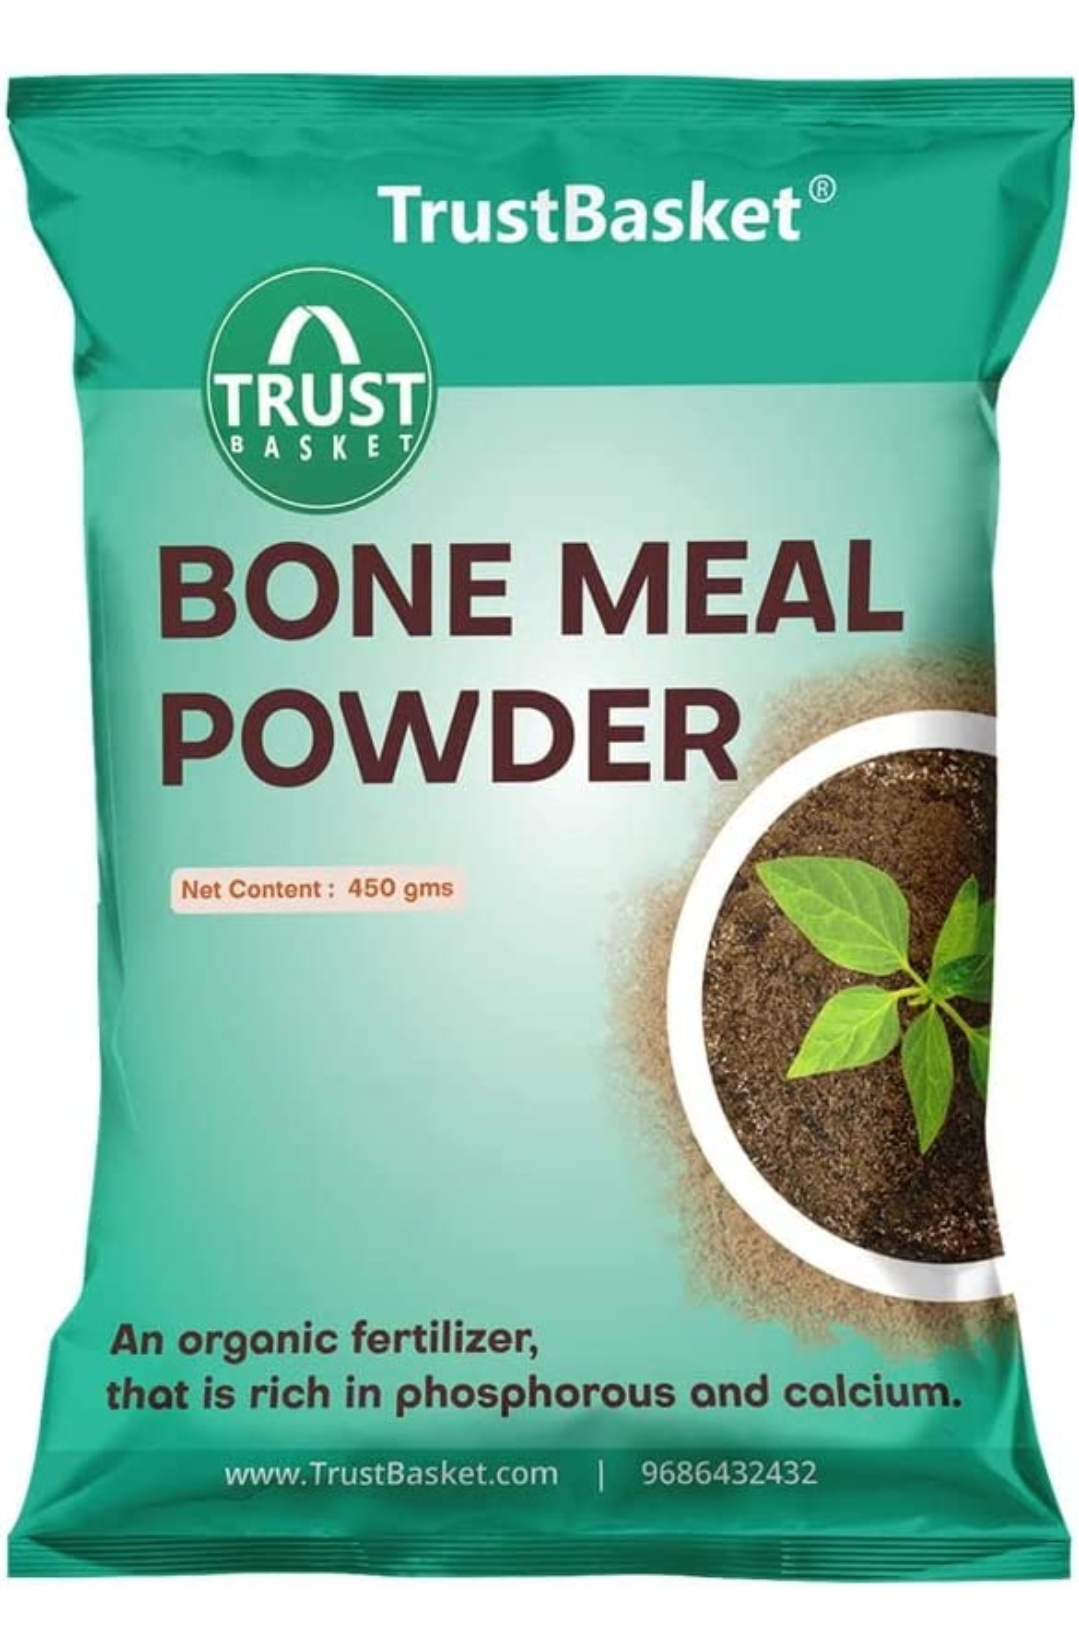 TrustBasket®
TRUST
BASKET
BONE MEAL
POWDER
Net Content : 450 gms
An organic fertilizer,
that is rich in phosphorous and calcium.
www.TrustBasket.com | 9686432432